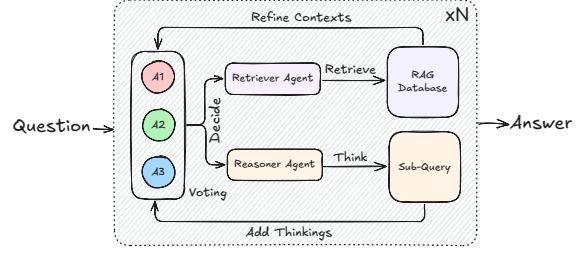 Refine Contexts
xN
A1
Retriever Agent
Retrieve
RAG
Database
Question
A2
Decide
Answer
A3
Reasoner Agent
Think
Sub-Query
Voting
Add Thinkings